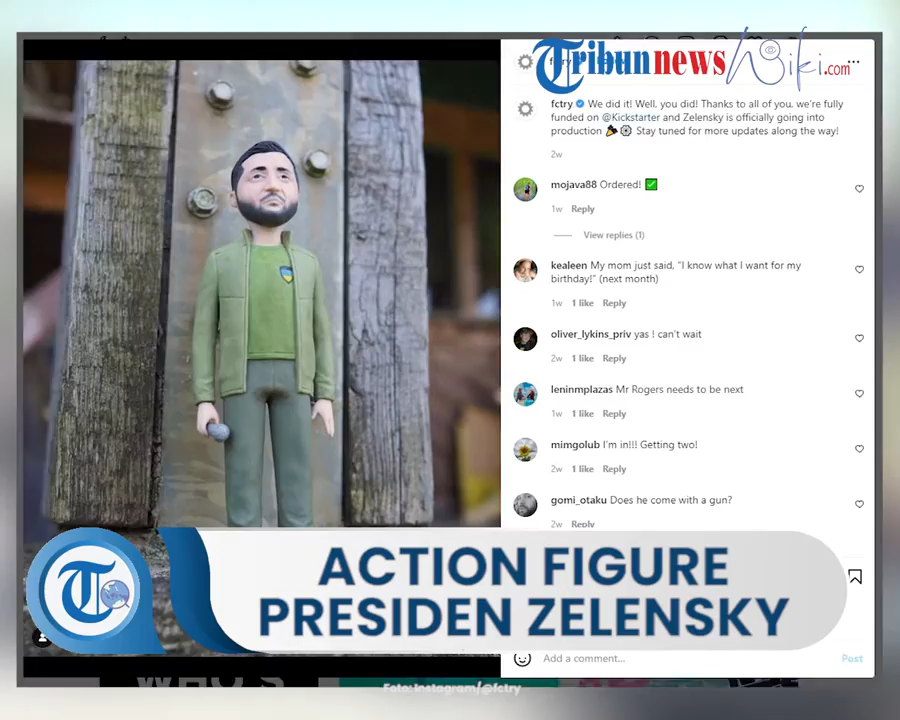 Tribunnews Wiki.com
fctry We did it! Well, you did! Thanks to all of you, we're fully
funded on @Kickstarter and Zelensky is officially going into
production Stay tuned for more updates along the way!
2w
mojava88 Ordered!
1w Reply
View replies (1)
kealeen My mom just said, "I know what I want for my
birthday!" (next month)
1w 1 like Reply
oliver_lykins_priv yas ! can't wait
2w 1 like Reply
leninmplazas Mr Rogers needs to be next
1w 1 like Reply
mimgolub I'm in!!! Getting two!
2w 1 like Reply
gomi_otaku Does he come with a gun?
2w Reply
ACTION FIGURE
PRESIDEN ZELENSKY
Add a comment... Post
WHO'S
Foto: Instagram/@fctry